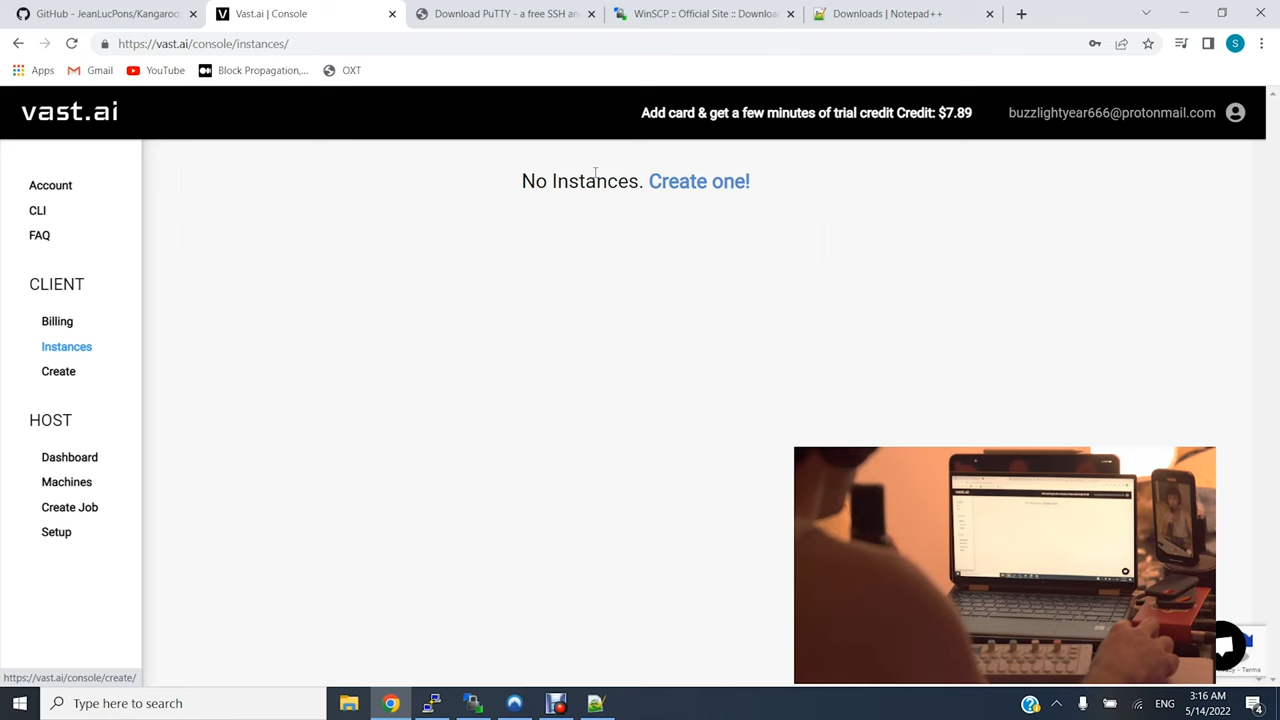 GitHub - JeanLucPons/Kangaroo
Vast.ai | Console
Download PuTTY - a free SSH an
WinSCP :: Official Site :: Downloa
Downloads | Notepad++
https://vast.ai/console/instances/
S
Apps
Gmail
YouTube
Block Propagation,...
OXT
vast.ai
Add card & get a few minutes of trial credit Credit: $7.89
buzzlightyear666@protonmail.com
No Instances. Create one!
Account
CLI
FAQ
CLIENT
Billing
Instances
Create
HOST
Dashboard
Machines
Create Job
Setup
- Terms
https://vast.ai/console/create/
Type here to search
ENG
3:16 AM
5/14/2022
4